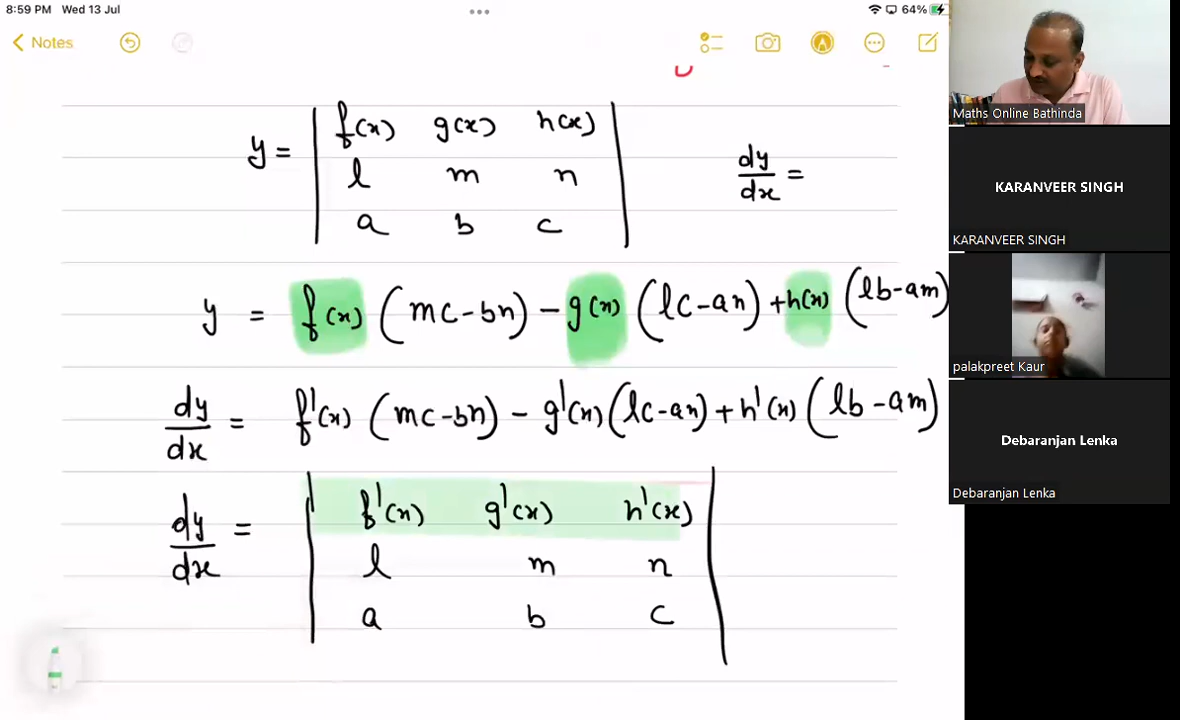 8:59 PM Wed 13 Jul
64%
Notes
y = | f(x) g(x) h(x) |
| l m n |
| a b c |
dy/dx =
y = f(x) (mc-bn) - g(x) (lc-an) + h(x) (lb-am)
dy/dx = f'(x) (mc-bn) - g'(x) (lc-an) + h'(x) (lb-am)
dy/dx = | f'(x) g'(x) h'(x) |
| l m n |
| a b c |
Maths Online Bathinda
KARANVEER SINGH
KARANVEER SINGH
palakpreet Kaur
Debaranjan Lenka
Debaranjan Lenka